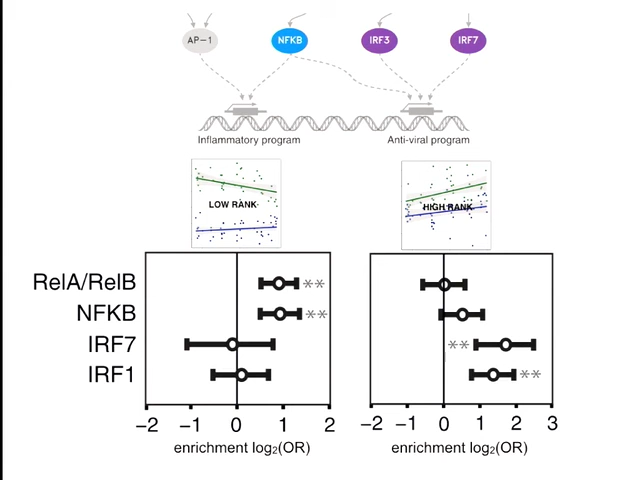 AP-1 NFKB IRF3 IRF7
Inflammatory program Anti-viral program
LOW RANK HIGH RANK
RelA/RelB **
NFKB **
IRF7 **
IRF1 **
−2 −1 0 1 2 −2 −1 0 1 2 3
enrichment log₂(OR) enrichment log₂(OR)